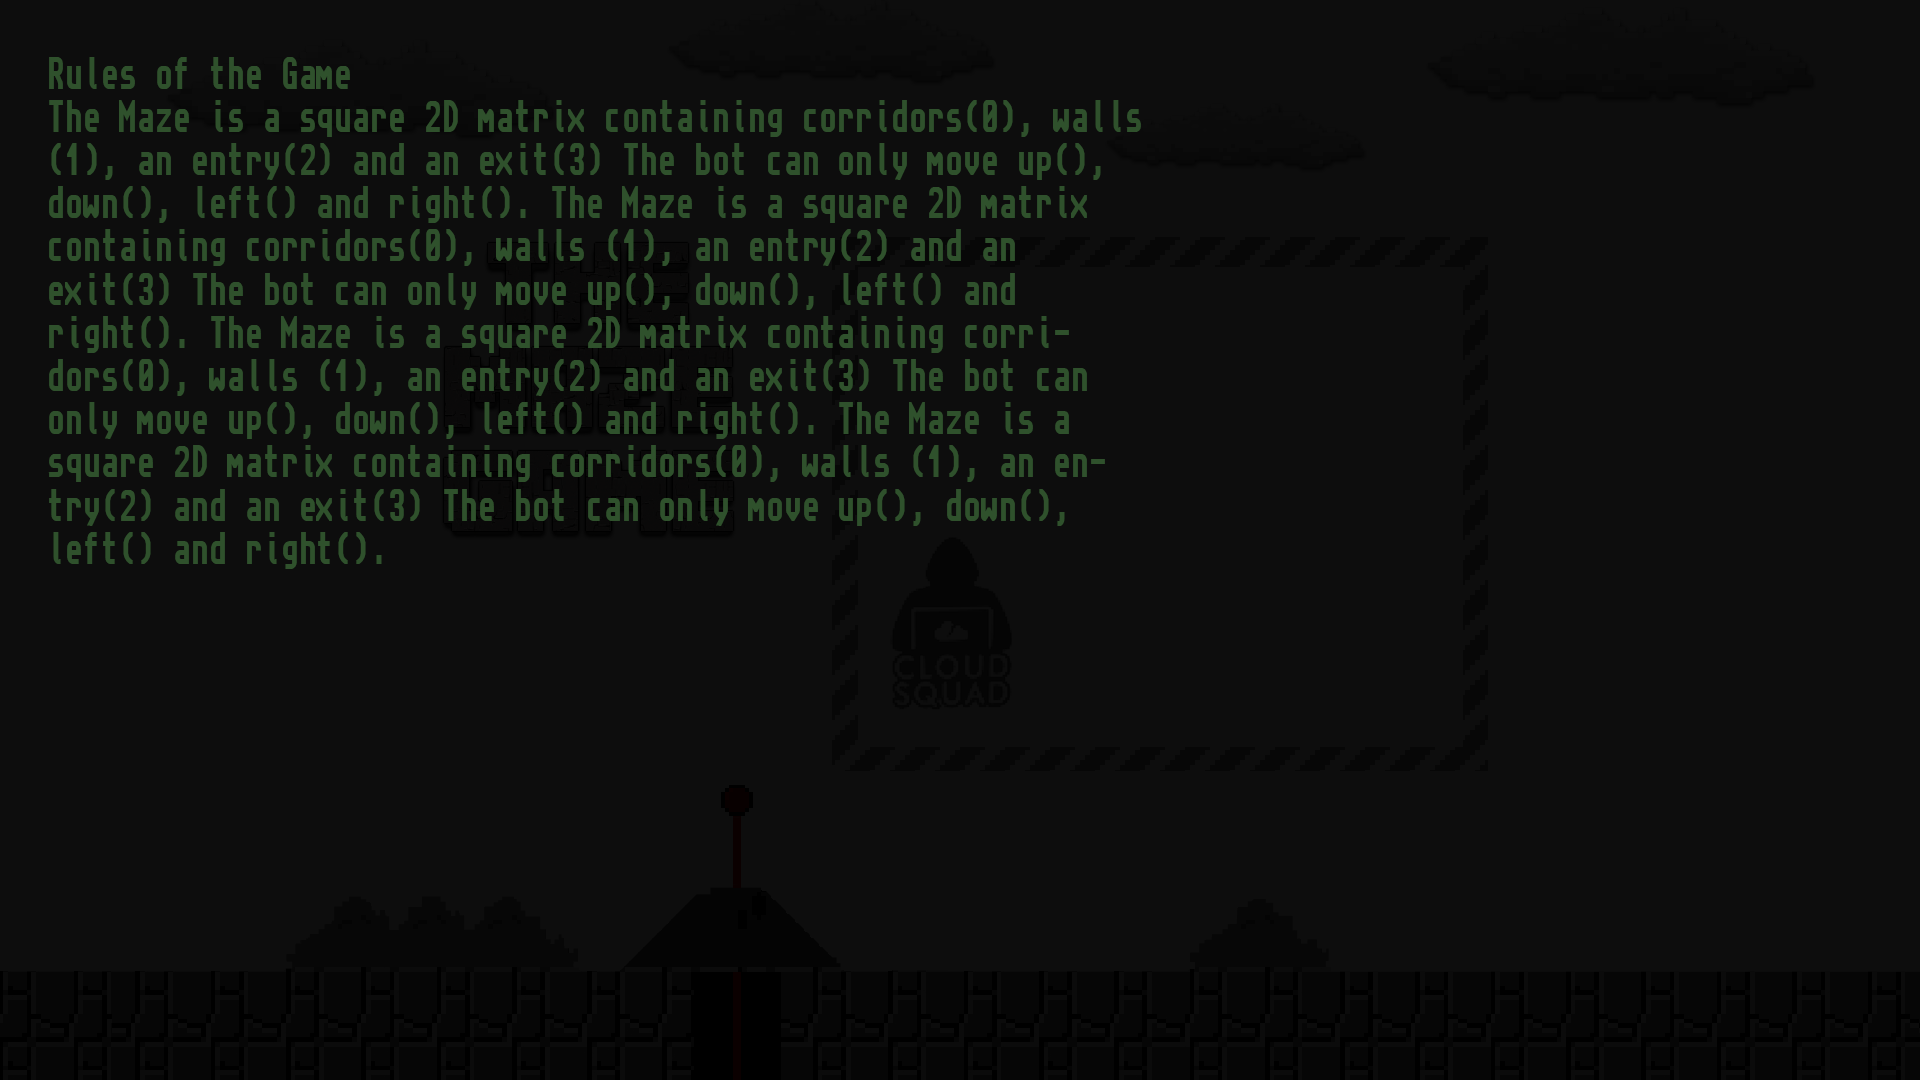 Rules of the Game
The Maze is a square 2D matrix containing corridors(0), walls
(1), an entry(2) and an exit(3) The bot can only move up(),
down(), left() and right(). The Maze is a square 2D matrix
containing corridors(0), walls (1), an entry(2) and an
exit(3) The bot can only move up(), down(), left() and
right(). The Maze is a square 2D matrix containing corri-
dors(0), walls (1), an entry(2) and an exit(3) The bot can
only move up(), down(), left() and right(). The Maze is a
square 2D matrix containing corridors(0), walls (1), an en-
try(2) and an exit(3) The bot can only move up(), down(),
left() and right().
THE
MAZE
GAME
CLOUD
SQUAD